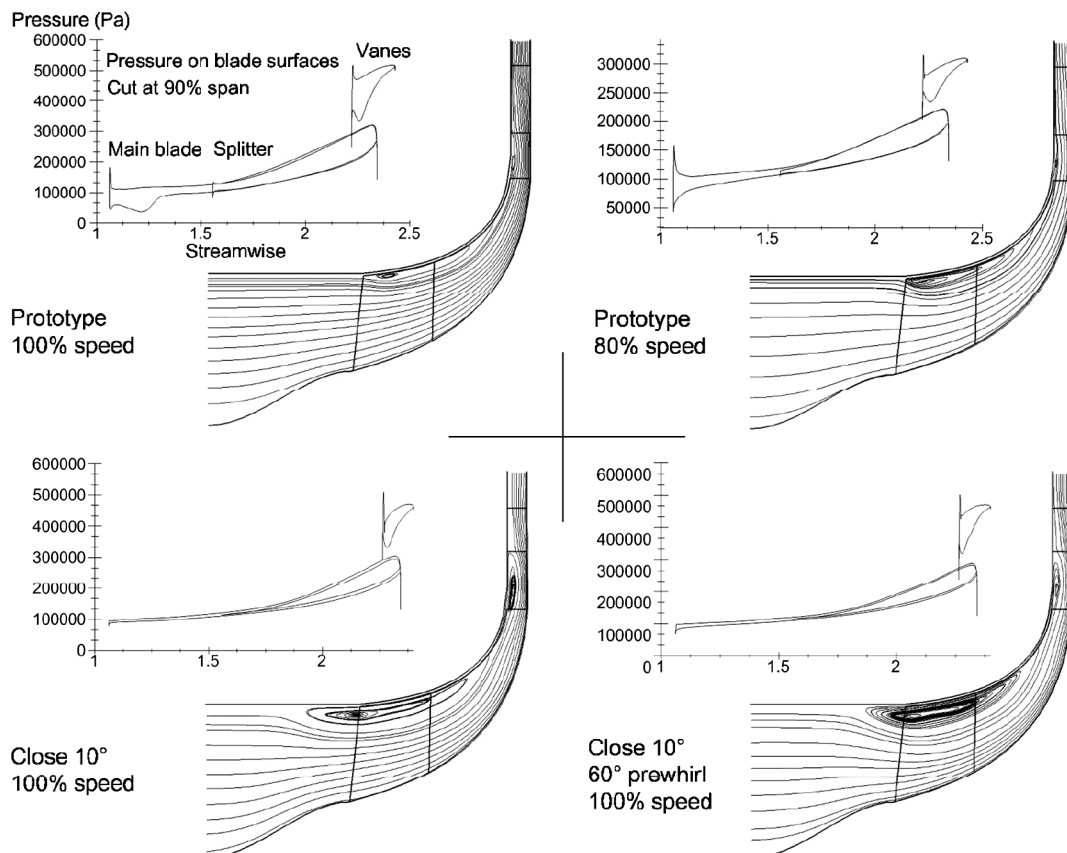 Pressure (Pa)
600000
500000
400000
300000
200000
100000
0
Pressure on blade surfaces
Cut at 90% span
Vanes
Main blade
Splitter
1
1.5
2
2.5
Streamwise
Prototype
100% speed
300000
250000
200000
150000
100000
50000
1
1.5
2
2.5
Prototype
80% speed
600000
500000
400000
300000
200000
100000
0
1
1.5
2
Close 10°
100% speed
600000
500000
400000
300000
200000
100000
0
1
1.5
2
Close 10°
60° prewhirl
100% speed